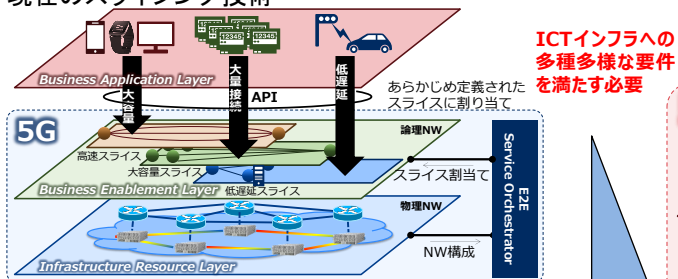 現在のスライシング技術
ICTインフラへの
多種多様な要件
を満たす必要
12345
12345
12345
Business Application Layer
大容量
大量接続
低遅延
API
あらかじめ定義された
スライスに割り当て
5G
論理NW
高速スライス
大容量スライス
低遅延スライス
Business Enablement Layer
スライス割当て
E2E
Service Orchestrator
物理NW
NW構成
Infrastructure Resource Layer